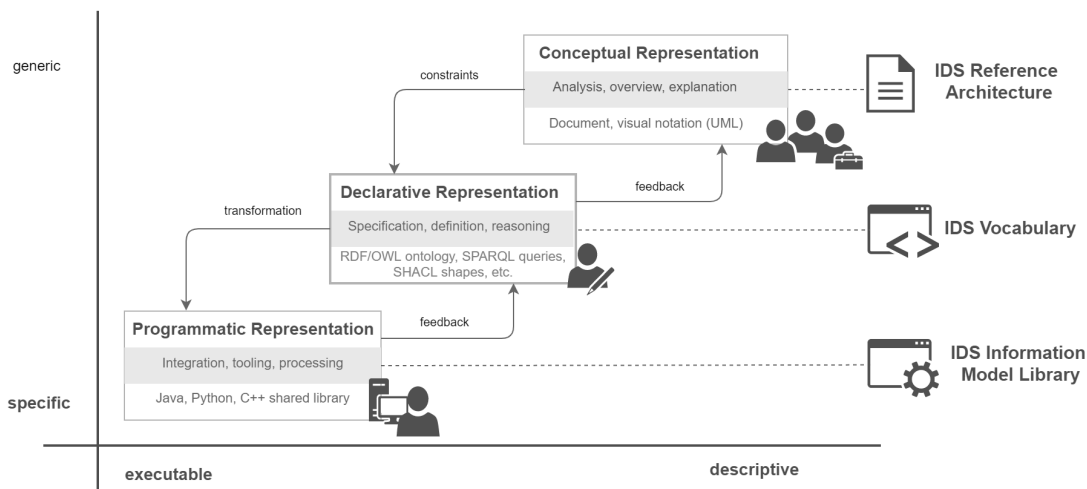 generic
Conceptual Representation
Analysis, overview, explanation
Document, visual notation (UML)
constraints
IDS Reference
Architecture
Declarative Representation
Specification, definition, reasoning
RDF/OWL ontology, SPARQL queries,
SHACL shapes, etc.
transformation
feedback
IDS Vocabulary
Programmatic Representation
Integration, tooling, processing
Java, Python, C++ shared library
feedback
IDS Information
Model Library
specific
executable
descriptive